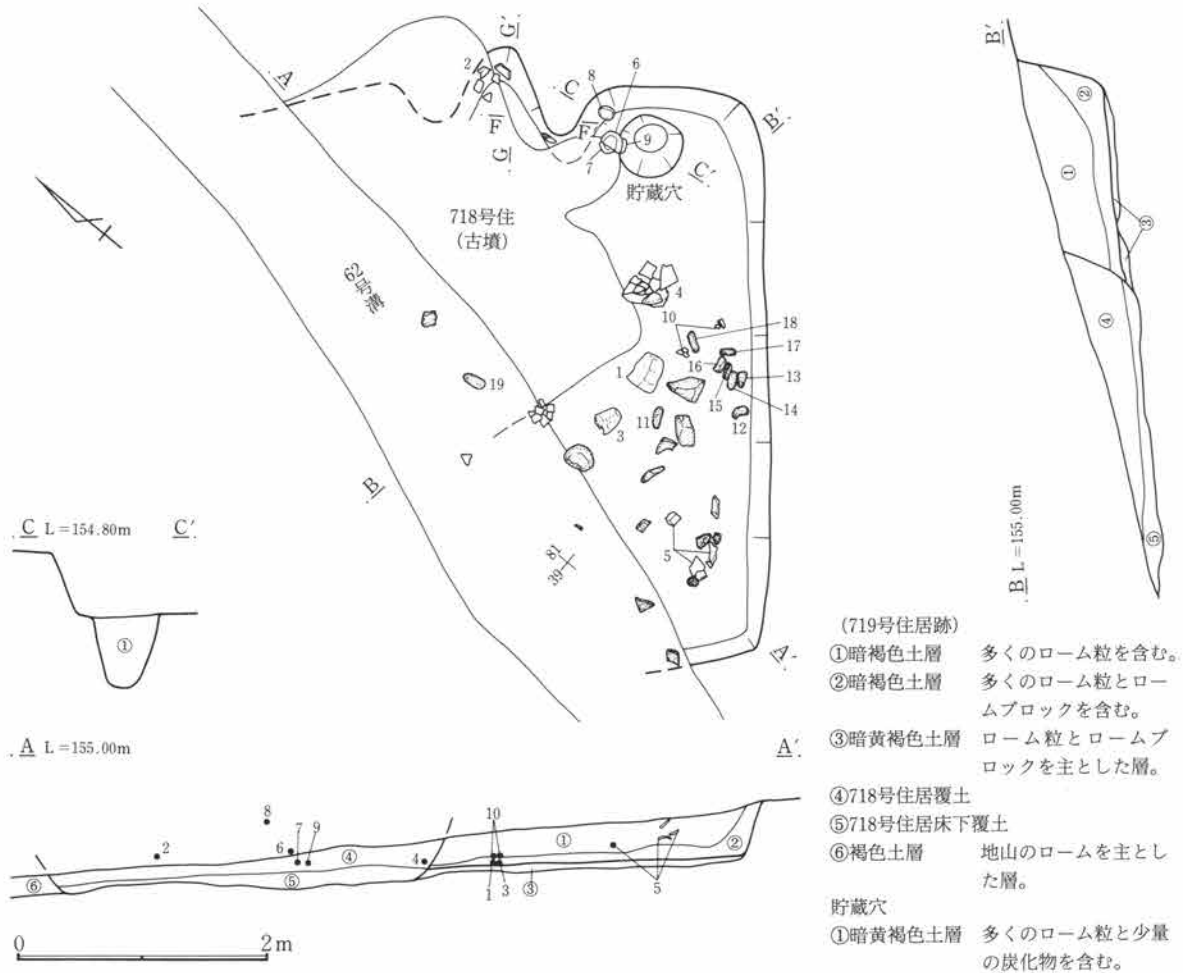 G′
A
2
F
G
C
8
6
F′
7
9
C′
B′
貯蔵穴
718号住
(古墳)
62号溝
4
10
18
17
16
13
15
14
1
12
11
3
19
B
5
81
39
A′
C L=154.80m C′
①
A L=155.00m A′
8
7
9
6
2
④
4
10
①
②
⑥
⑤
1
3
③
5
0 2m
B′
②
①
③
④
⑤
B L=155.00m
(719号住居跡)
①暗褐色土層 多くのローム粒を含む。
②暗褐色土層 多くのローム粒とロー
ムブロックを含む。
③暗黄褐色土層 ローム粒とロームブ
ロックを主とした層。
④718号住居覆土
⑤718号住居床下覆土
⑥褐色土層 地山のロームを主とし
た層。
貯蔵穴
①暗黄褐色土層 多くのローム粒と少量
の炭化物を含む。